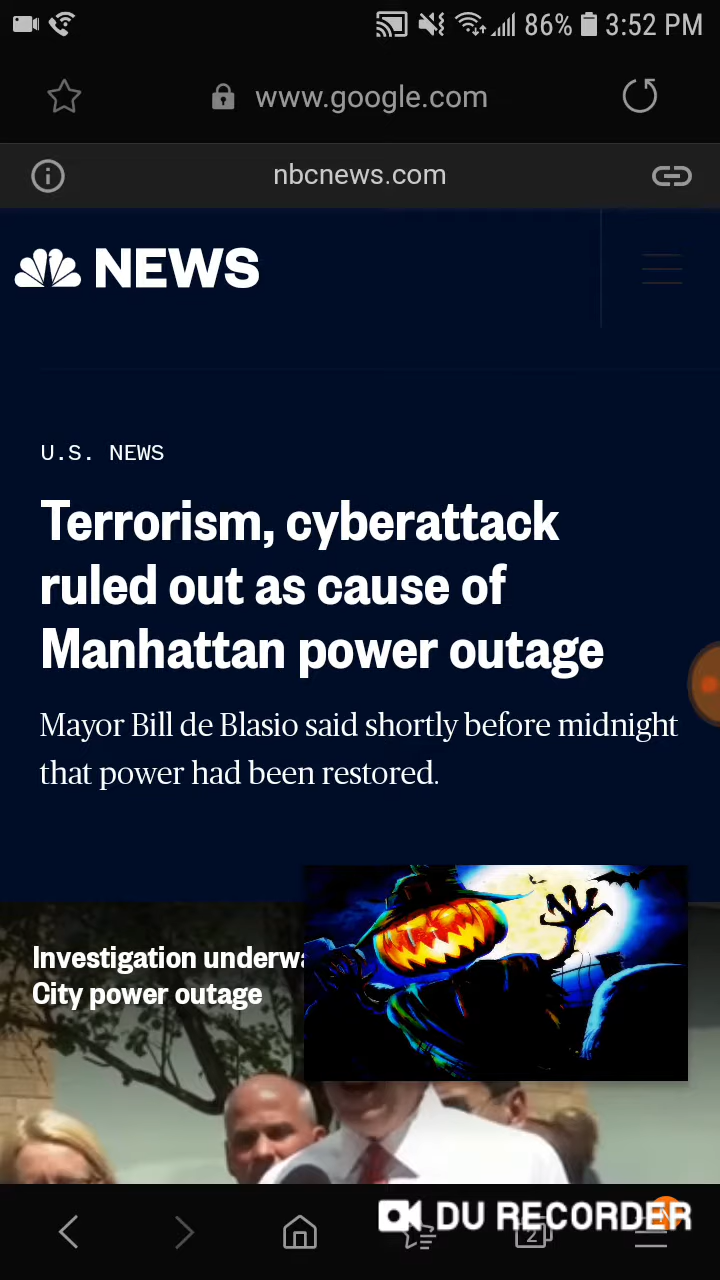 86% 3:52 PM
www.google.com
nbcnews.com
NEWS
U.S. NEWS
Terrorism, cyberattack
ruled out as cause of
Manhattan power outage
Mayor Bill de Blasio said shortly before midnight
that power had been restored.
Investigation underwa
City power outage
DU RECORDER
N
2